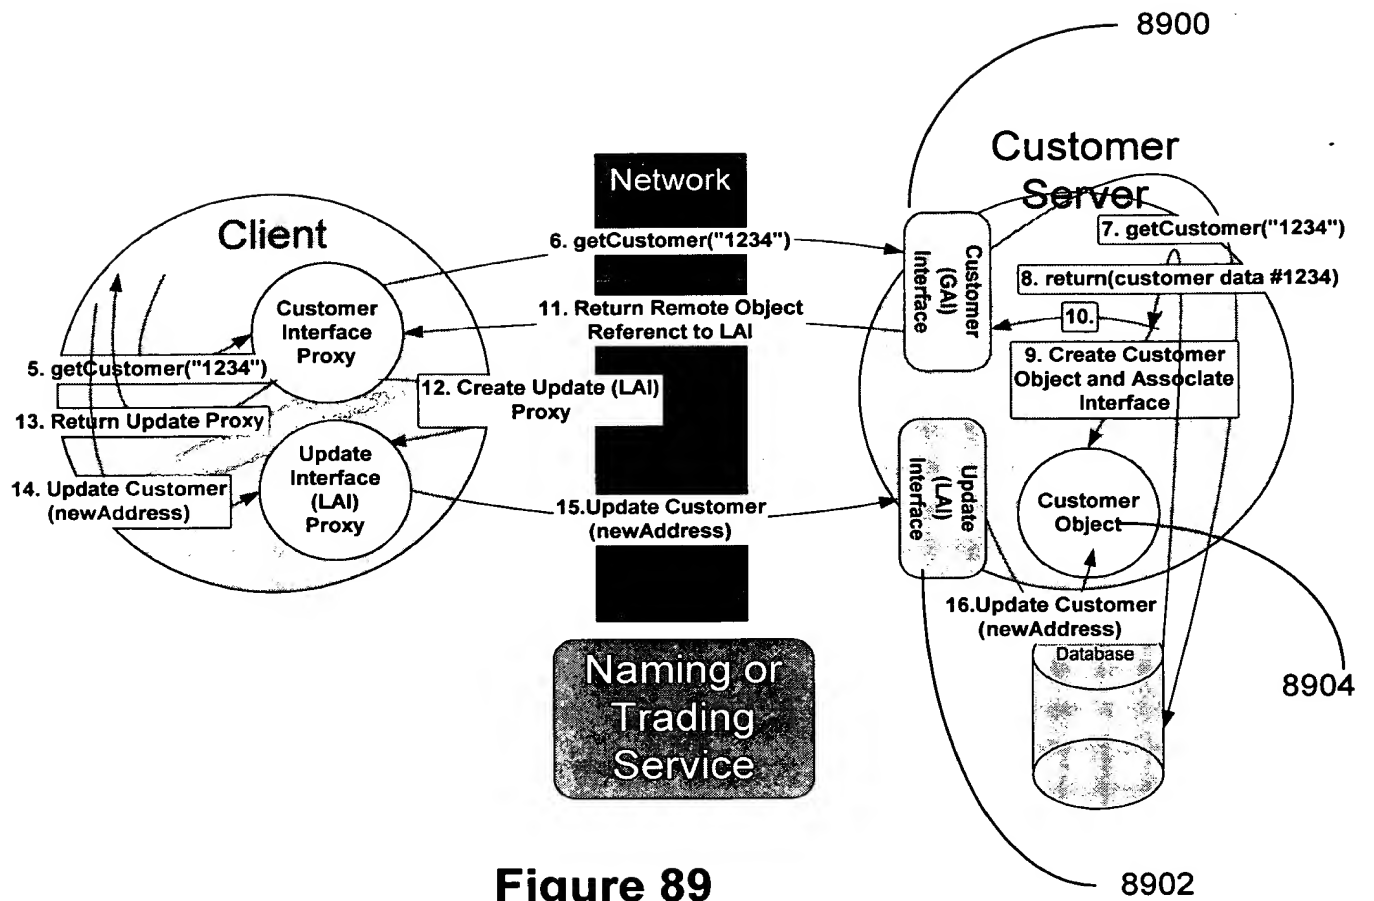 8900
Customer
Server
Network
Client
6. getCustomer("1234")
7. getCustomer("1234")
8. return(customer data #1234)
Customer
(GAI)
Interface
Customer
Interface
Proxy
11. Return Remote Object
Referenct to LAI
10.
9. Create Customer
Object and Associate
Interface
5. getCustomer("1234")
12. Create Update (LAI)
Proxy
13. Return Update Proxy
Update
Interface
(LAI)
Proxy
Update
(LAI)
Interface
14. Update Customer
(newAddress)
15.Update Customer
(newAddress)
Customer
Object
16.Update Customer
(newAddress)
Database
Naming or
Trading
Service
8904
8902
Figure 89